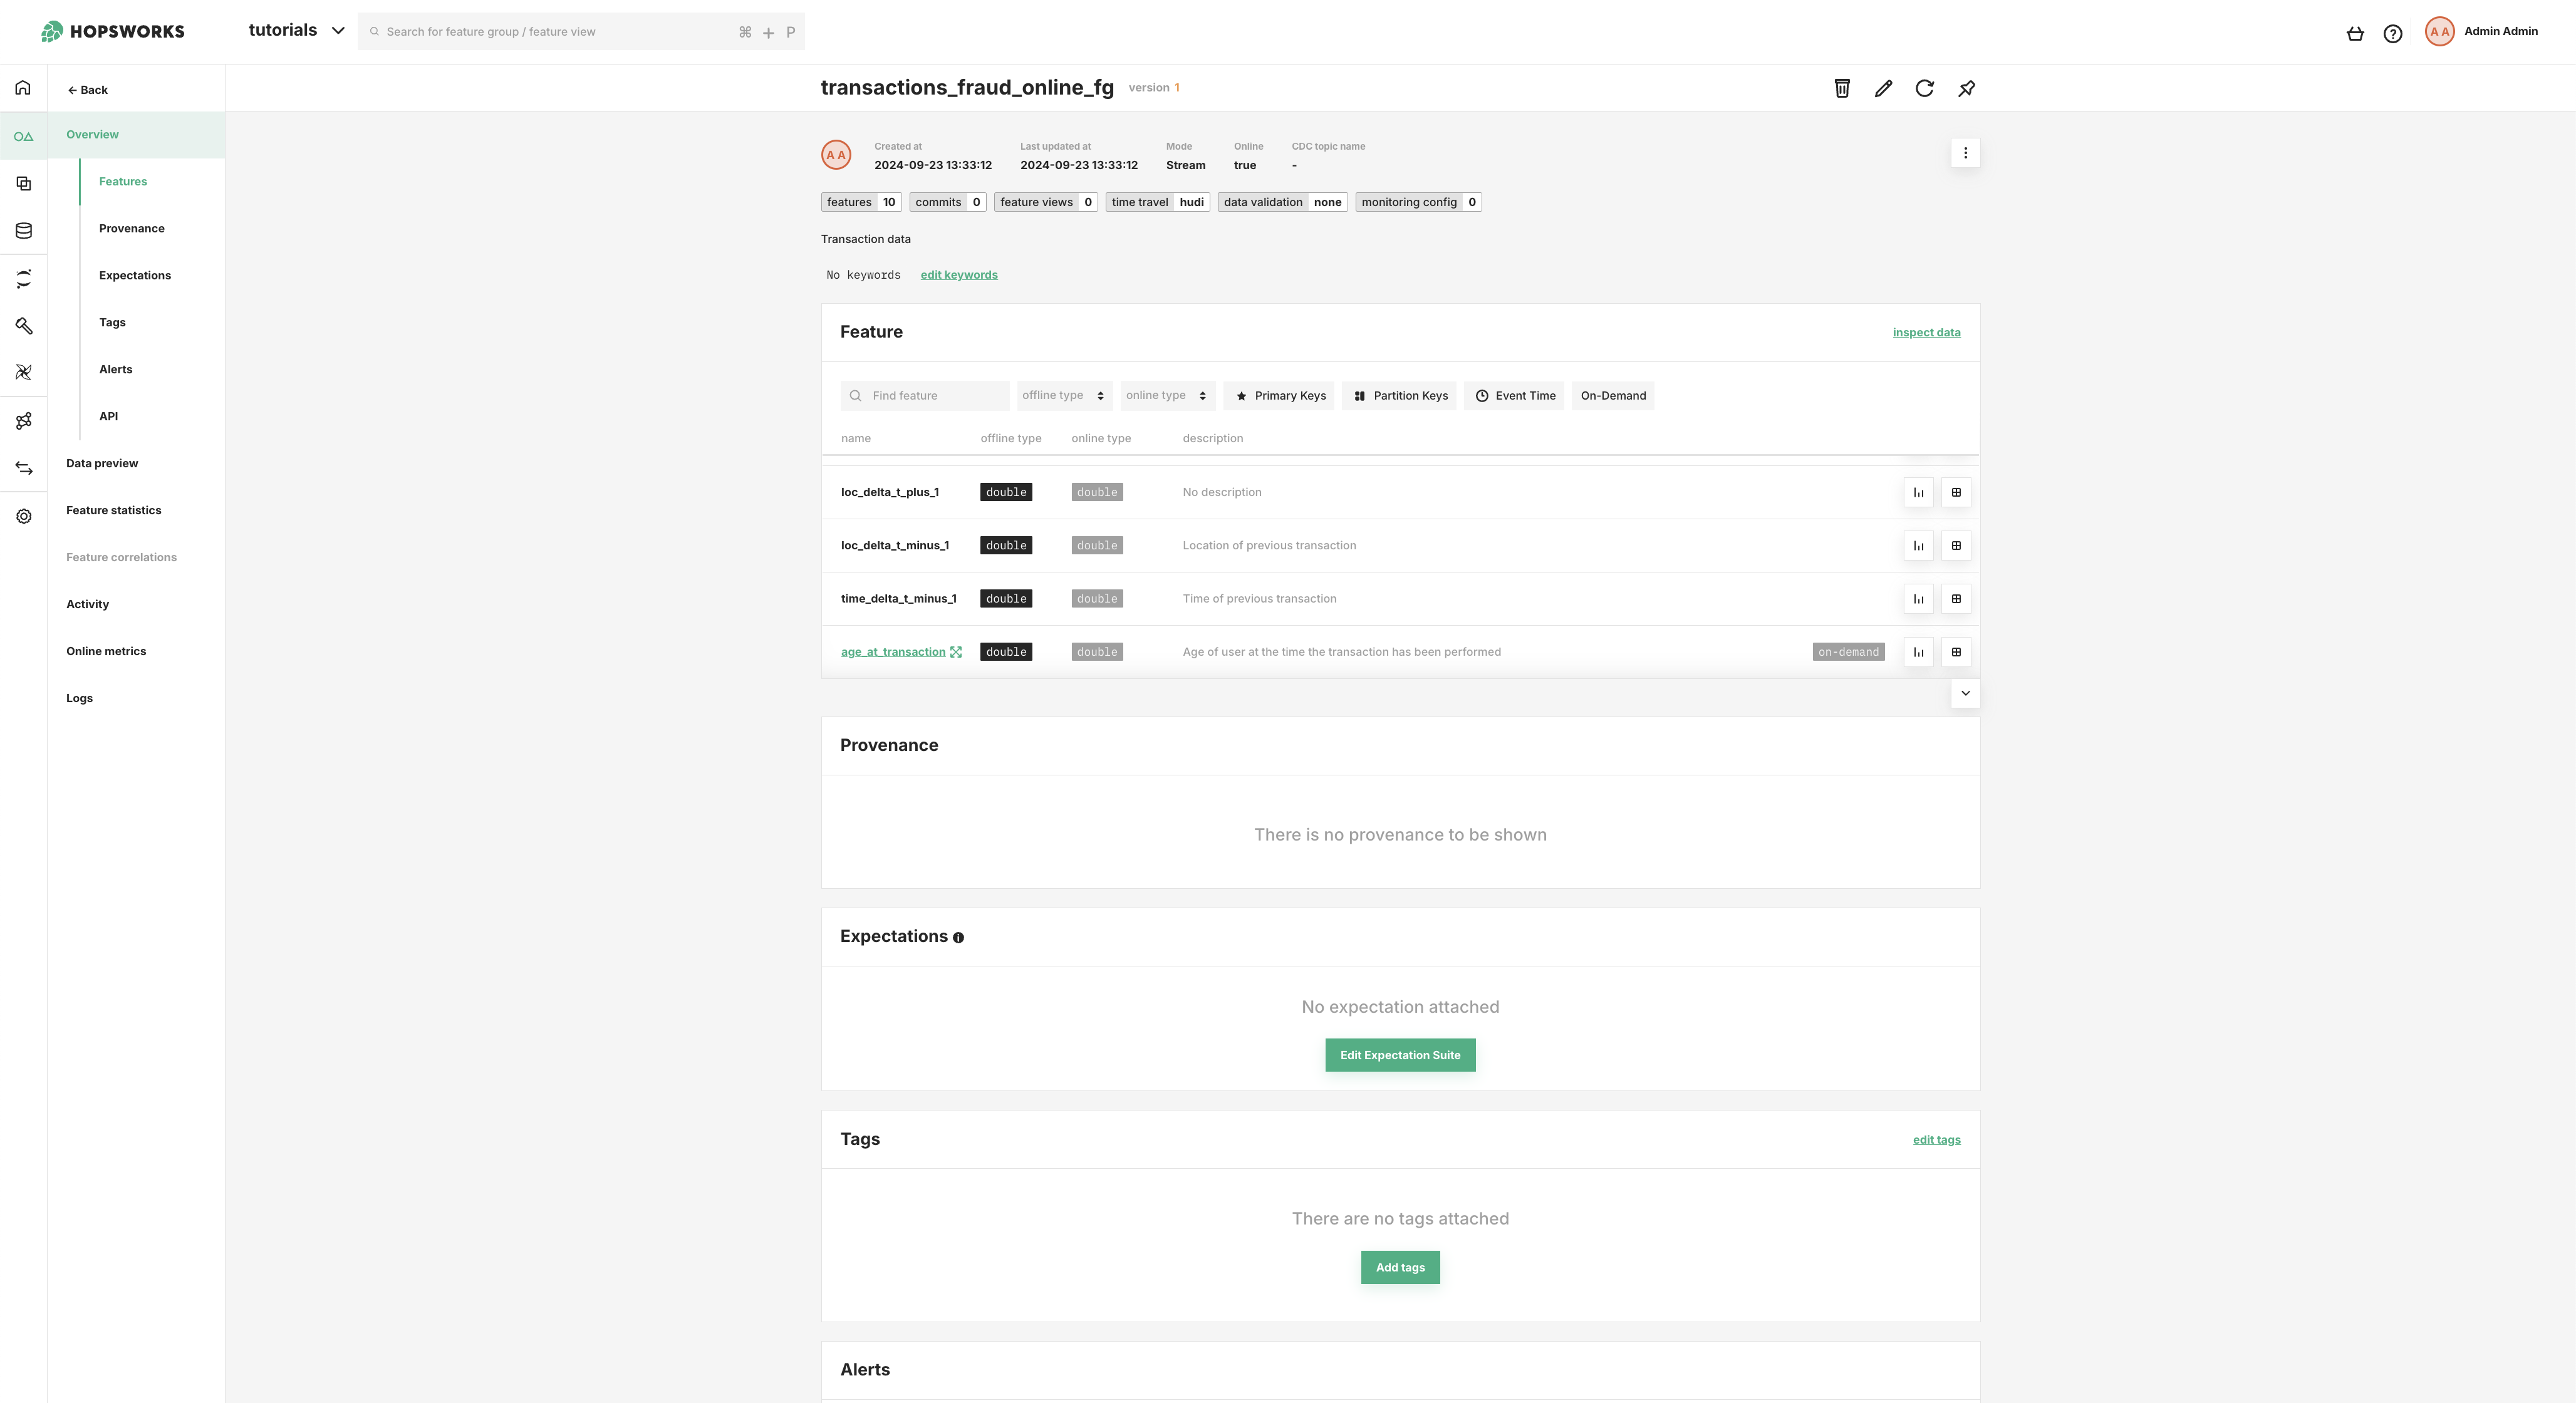 HOPSWORKS
tutorials
Search for feature group / feature view ⌘ + P
A A Admin Admin
← Back
Overview
Features
Provenance
Expectations
Tags
Alerts
API
Data preview
Feature statistics
Feature correlations
Activity
Online metrics
Logs
transactions_fraud_online_fg version 1
A A
Created at Last updated at Mode Online CDC topic name
2024-09-23 13:33:12 2024-09-23 13:33:12 Stream true -
features 10 commits 0 feature views 0 time travel hudi data validation none monitoring config 0
Transaction data
No keywords edit keywords
Feature inspect data
Find feature offline type online type Primary Keys Partition Keys Event Time On-Demand
name offline type online type description
loc_delta_t_plus_1 double double No description
loc_delta_t_minus_1 double double Location of previous transaction
time_delta_t_minus_1 double double Time of previous transaction
age_at_transaction double double Age of user at the time the transaction has been performed on-demand
Provenance
There is no provenance to be shown
Expectations
No expectation attached
Edit Expectation Suite
Tags edit tags
There are no tags attached
Add tags
Alerts